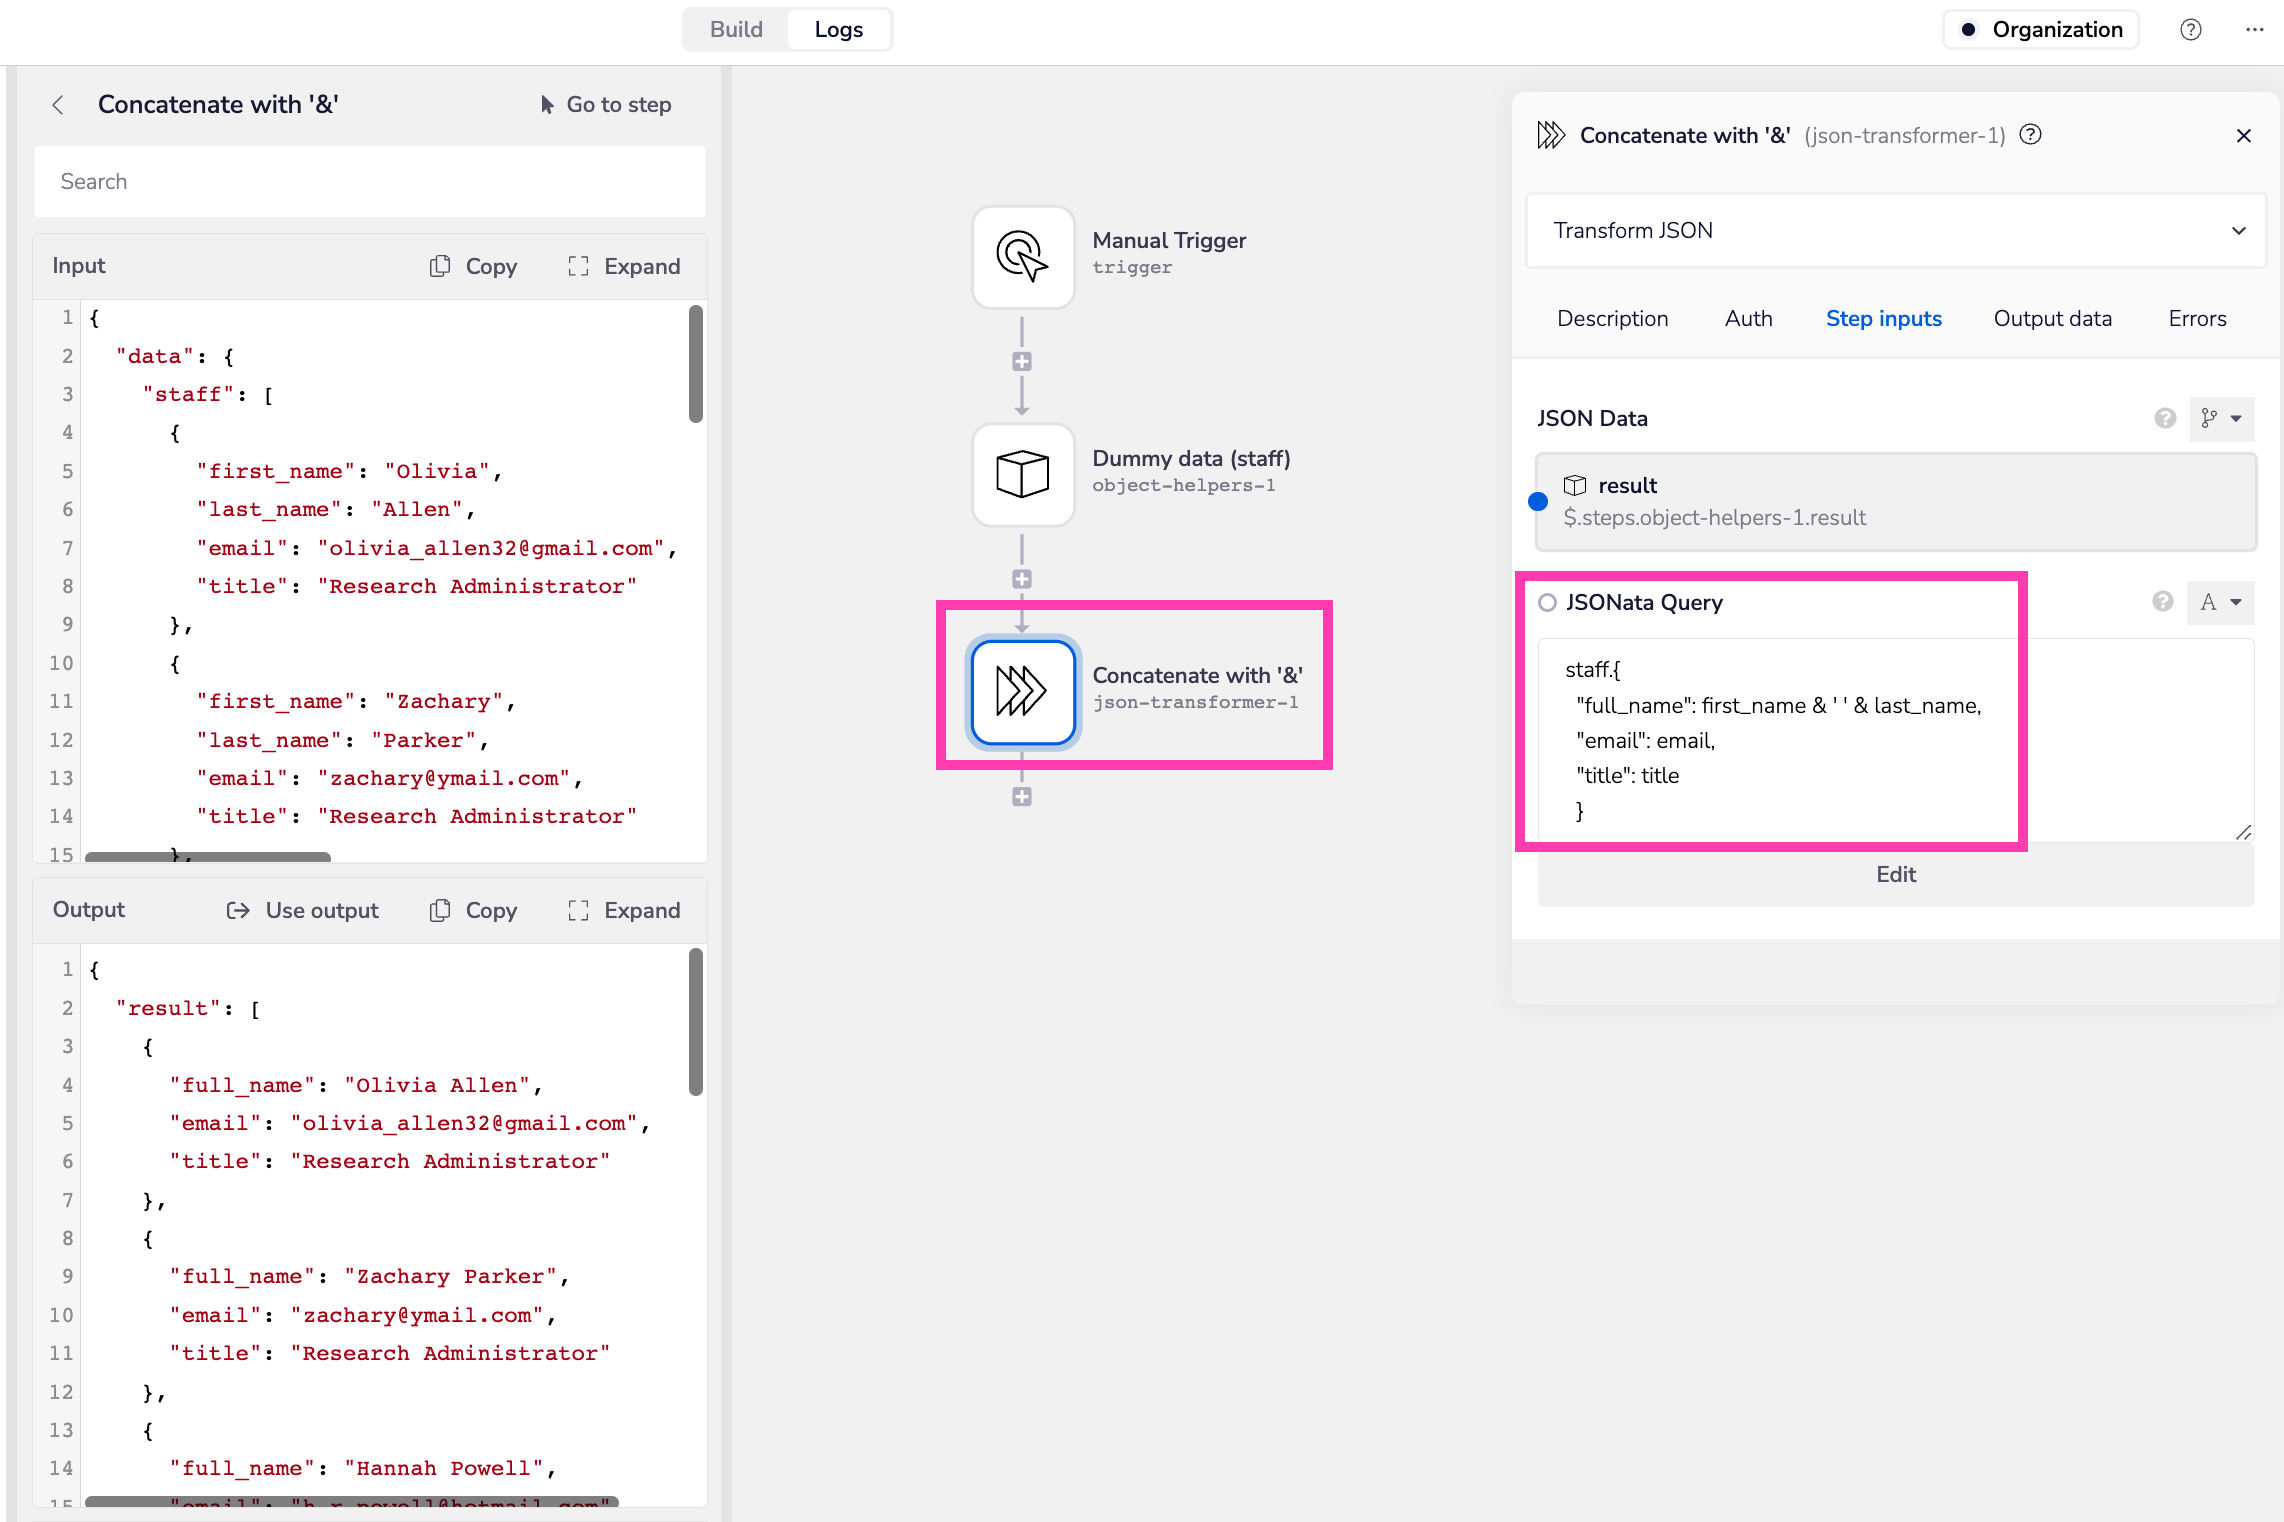 Build Logs
Organization
Concatenate with '&' Go to step
Search
Input Copy Expand
1 {
2 "data": {
3 "staff": [
4 {
5 "first_name": "Olivia",
6 "last_name": "Allen",
7 "email": "olivia_allen32@gmail.com",
8 "title": "Research Administrator"
9 },
10 {
11 "first_name": "Zachary",
12 "last_name": "Parker",
13 "email": "zachary@ymail.com",
14 "title": "Research Administrator"
15 },
Output Use output Copy Expand
1 {
2 "result": [
3 {
4 "full_name": "Olivia Allen",
5 "email": "olivia_allen32@gmail.com",
6 "title": "Research Administrator"
7 },
8 {
9 "full_name": "Zachary Parker",
10 "email": "zachary@ymail.com",
11 "title": "Research Administrator"
12 },
13 {
14 "full_name": "Hannah Powell",
15
Manual Trigger
trigger
Dummy data (staff)
object-helpers-1
Concatenate with '&'
json-transformer-1
Concatenate with '&' (json-transformer-1)
Transform JSON
Description Auth Step inputs Output data Errors
JSON Data
result
$.steps.object-helpers-1.result
JSONata Query A
staff.{
"full_name": first_name & ' ' & last_name,
"email": email,
"title": title
}
Edit